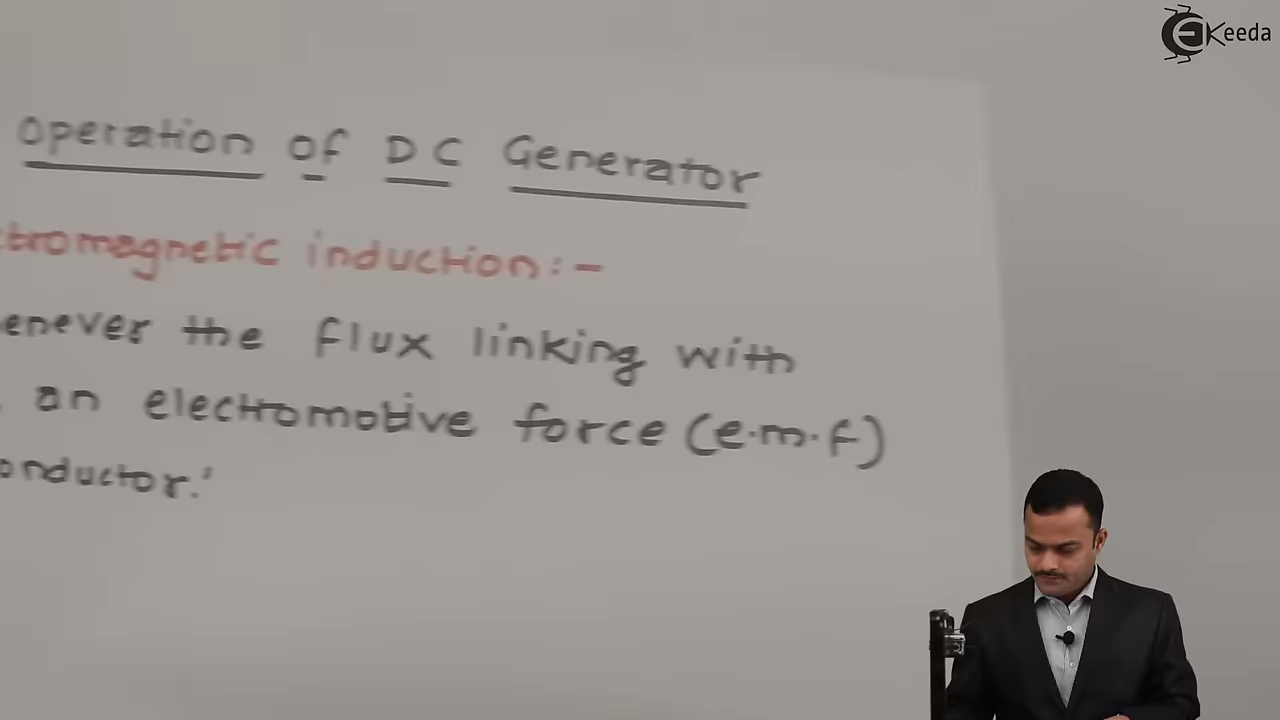 EKeeda
Operation of DC Generator
ctromagnetic induction:-
enever the flux linking with
an electromotive force (e.m.f)
onductor.'